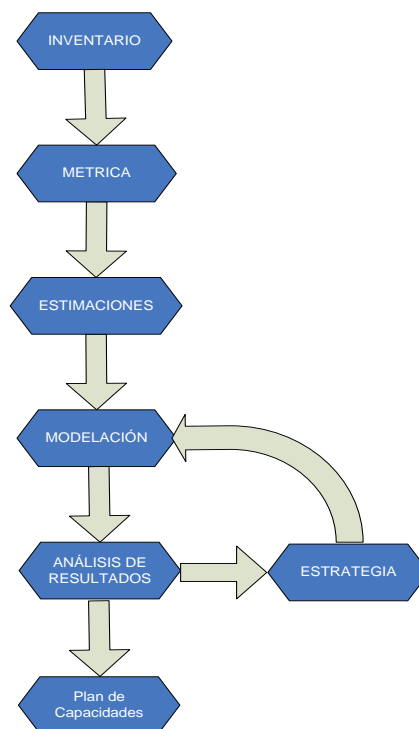 INVENTARIO
METRICA
ESTIMACIONES
MODELACIÓN
ANÁLISIS DE
RESULTADOS
ESTRATEGIA
Plan de
Capacidades